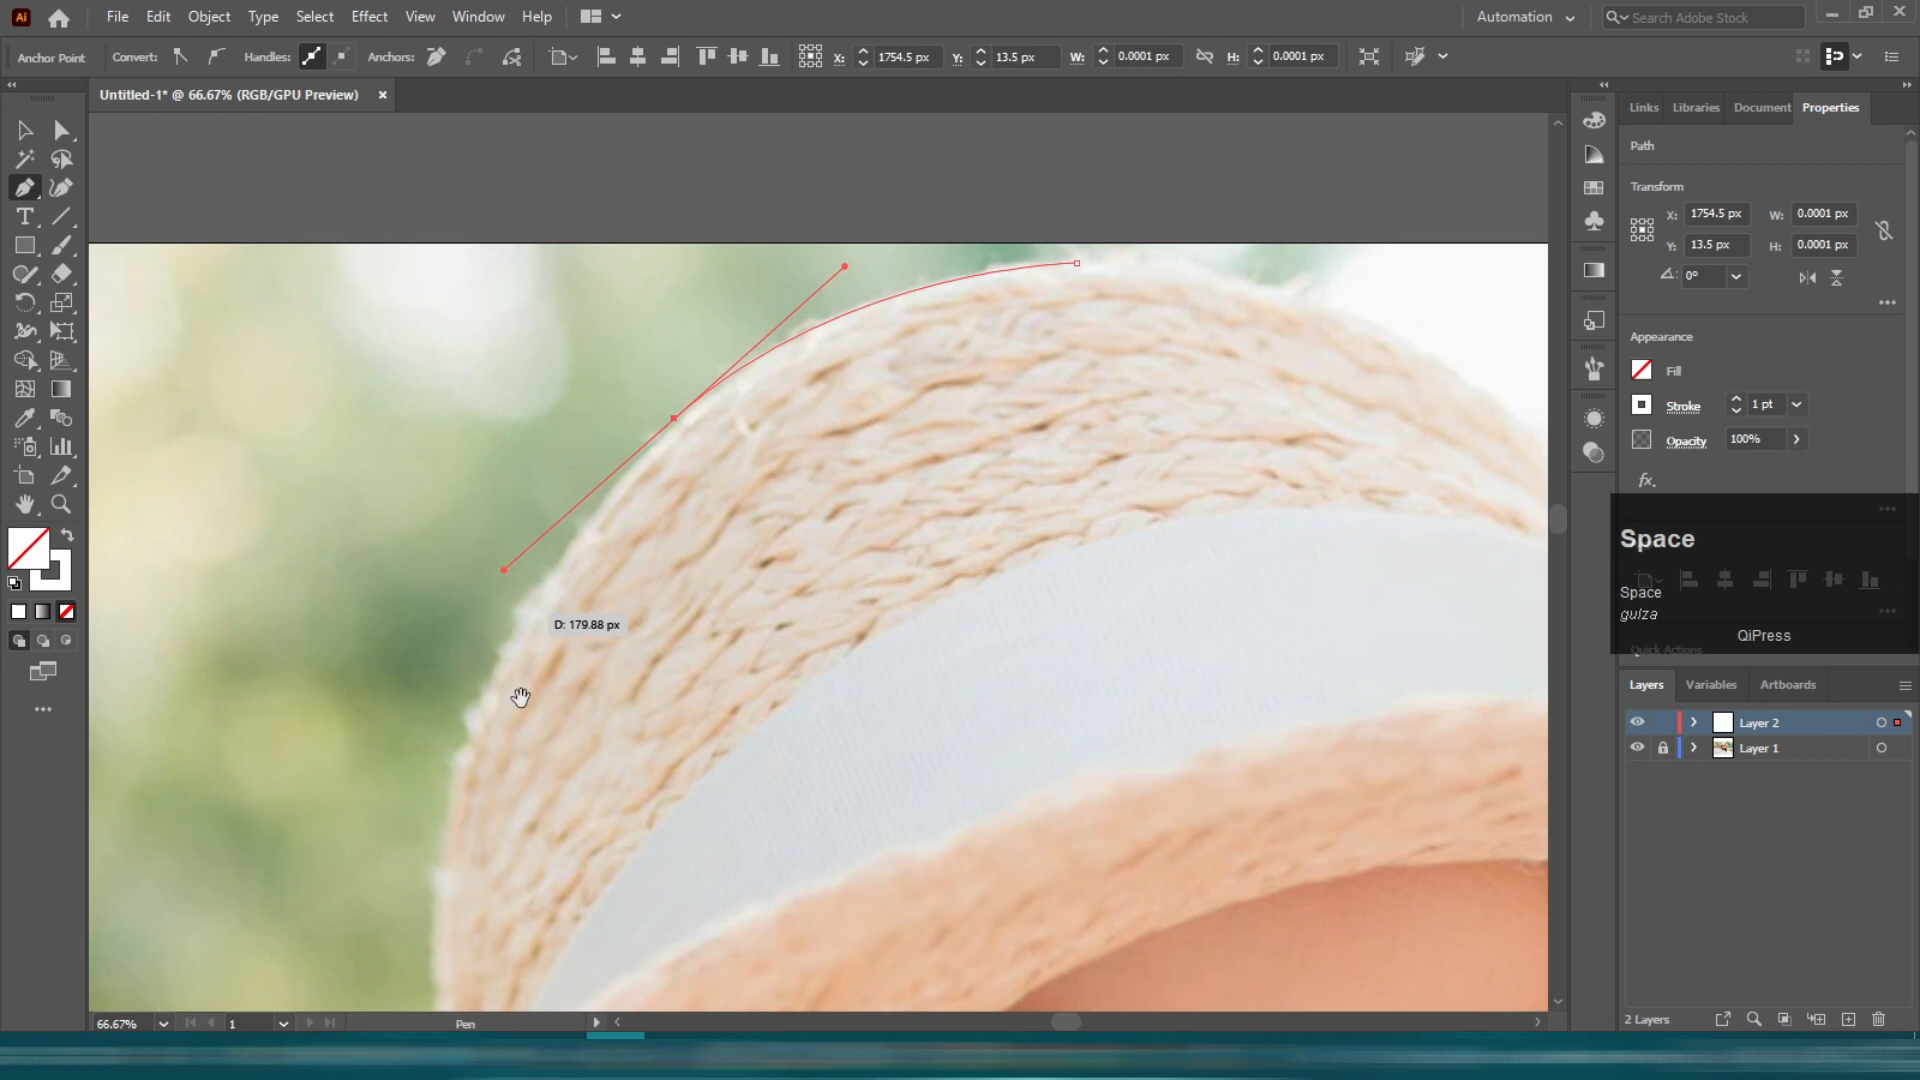 Ai File Edit Object Type Select Effect View Window Help Automation Search Adobe Stock
Anchor Point Convert: Handles: Anchors: X: 1754.5 px Y: 13.5 px W: 0.0001 px H: 0.0001 px
Untitled-1* @ 66.67% (RGB/GPU Preview) ×
Links Libraries Document Properties
Path
Transform
X: 1754.5 px W: 0.0001 px
Y: 13.5 px H: 0.0001 px
0°
Appearance
Fill
Stroke 1 pt
Opacity 100%
fx.
Space
Space
guiza
QiPress
Quick Actions
D: 179.88 px
Layers Variables Artboards
Layer 2
Layer 1
2 Layers
66.67% 1 Pen